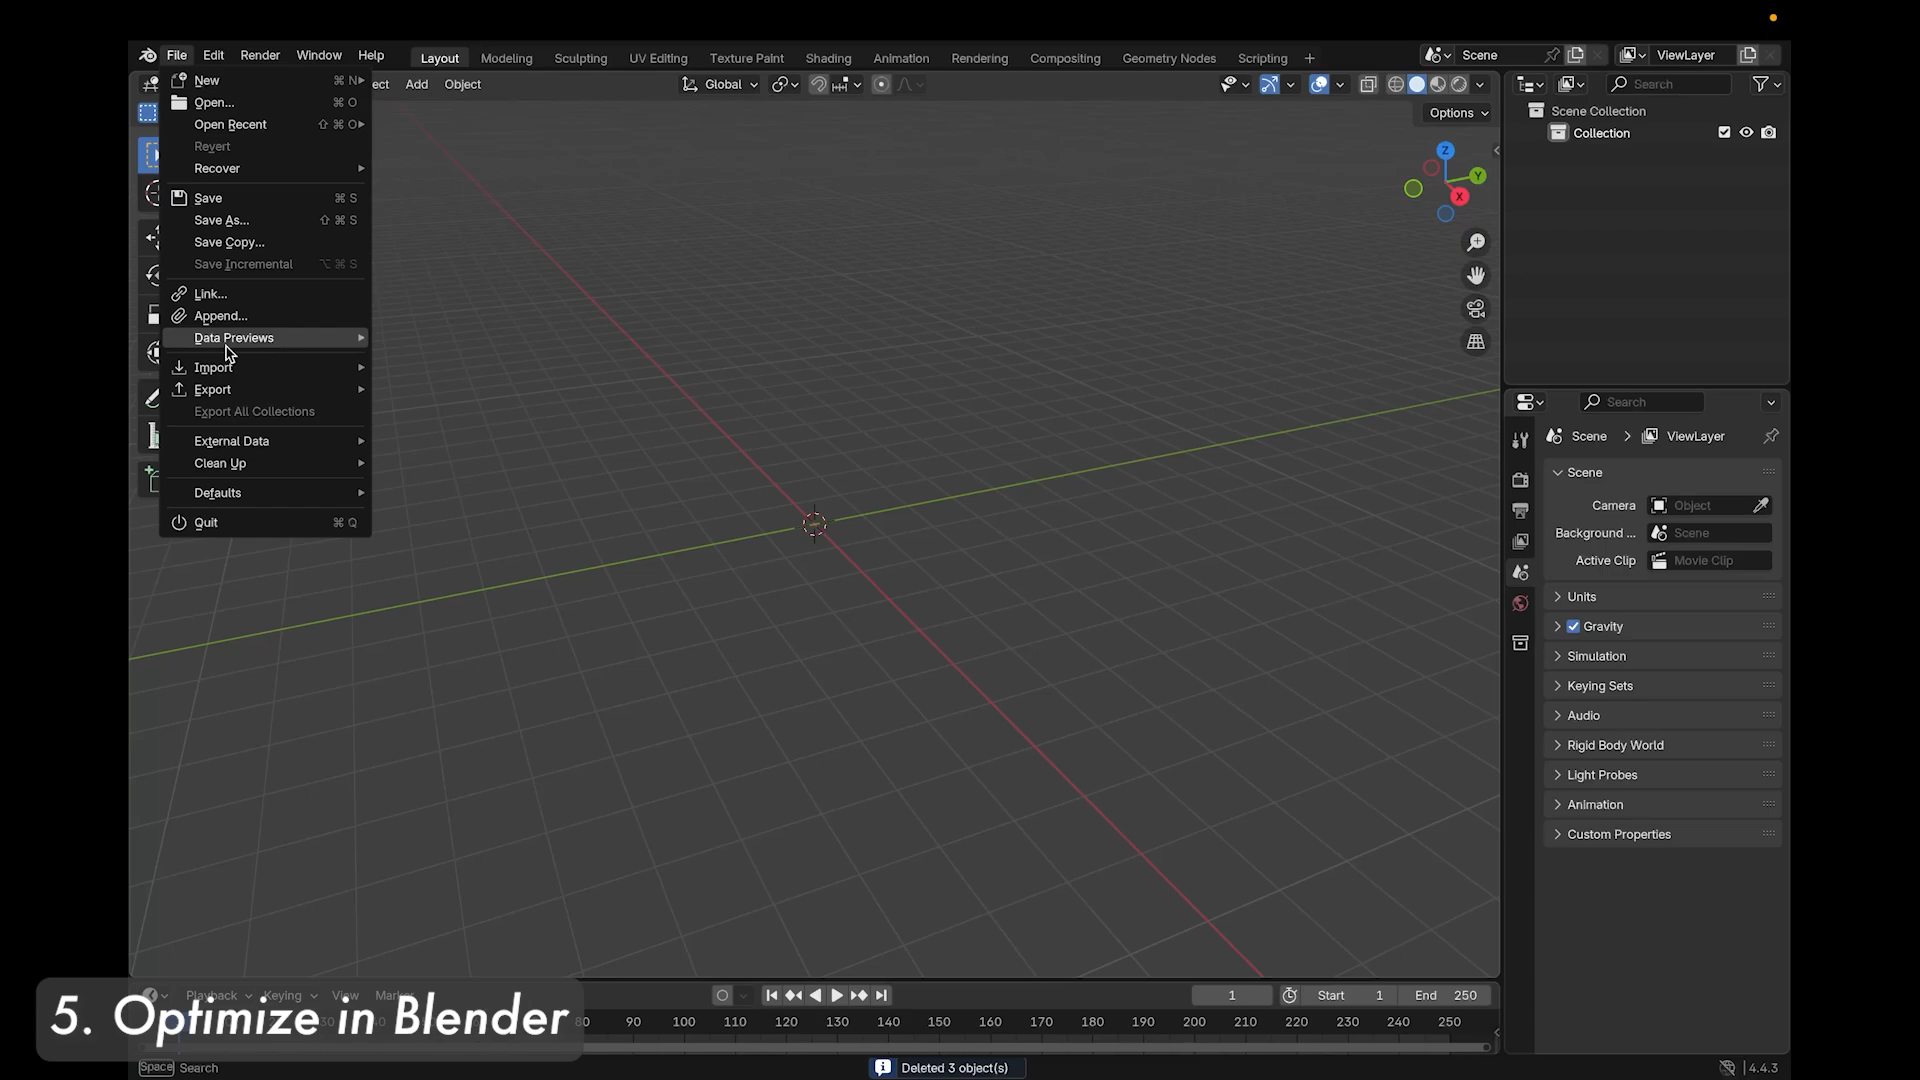 File Edit Render Window Help
Layout Modeling Sculpting UV Editing Texture Paint Shading Animation Rendering Compositing Geometry Nodes Scripting +
Scene
ViewLayer
New ⌘ N
Open... ⌘ O
Open Recent ⇧ ⌘ O
Revert
Recover
Save ⌘ S
Save As... ⇧ ⌘ S
Save Copy...
Save Incremental ⌥ ⌘ S
Link...
Append...
Data Previews
Import
Export
Export All Collections
External Data
Clean Up
Defaults
Quit ⌘ Q
ect Add Object
Global
Options
Z
Y
X
Search
Scene Collection
Collection
Search
Scene > ViewLayer
Scene
Camera Object
Background ... Scene
Active Clip Movie Clip
Units
Gravity
Simulation
Keying Sets
Audio
Rigid Body World
Light Probes
Animation
Custom Properties
Playback Keying View Marker
1 Start 1 End 250
80 90 100 110 120 130 140 150 160 170 180 190 200 210 220 230 240 250
5. Optimize in Blender
Space Search
Deleted 3 object(s)
4.4.3